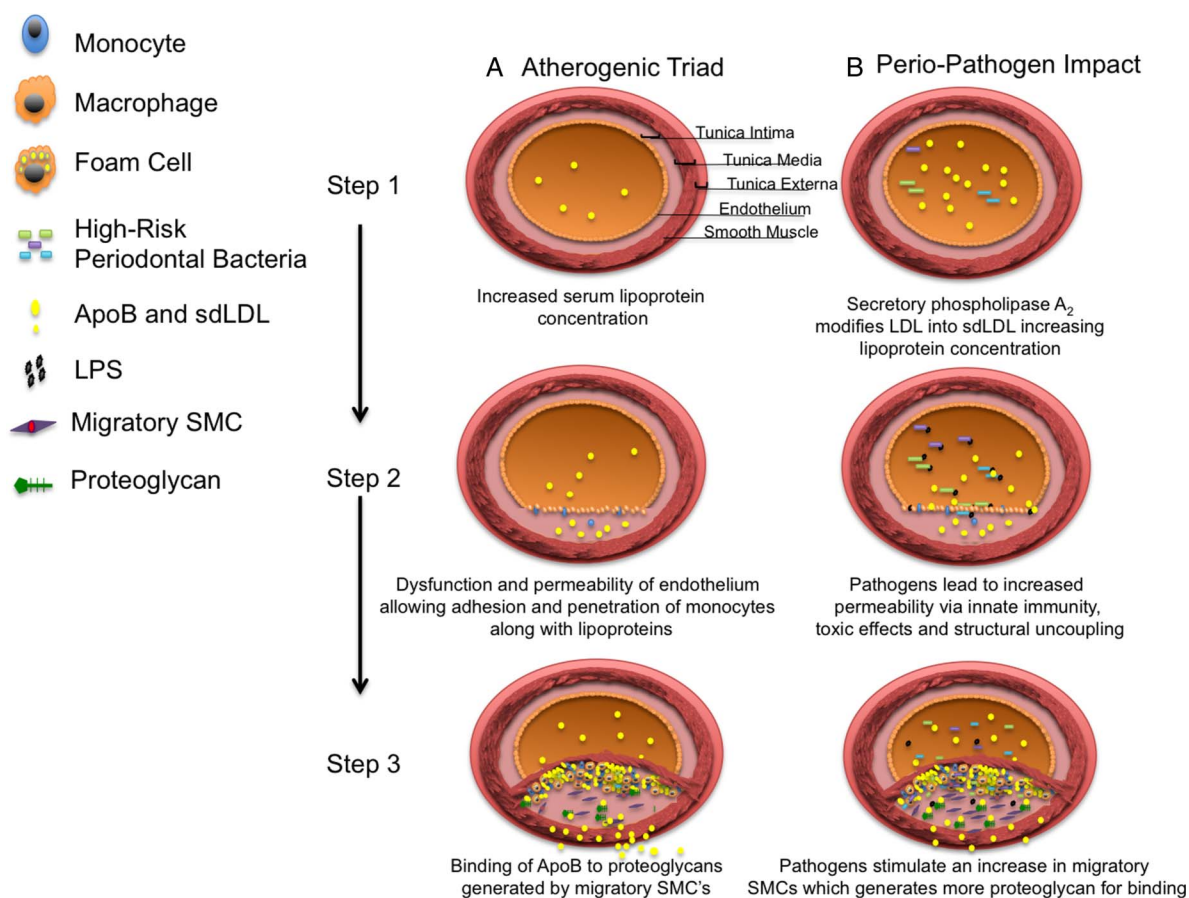 Monocyte
Macrophage
Foam Cell
High-Risk
Periodontal Bacteria
ApoB and sdLDL
LPS
Migratory SMC
Proteoglycan
A Atherogenic Triad
B Perio-Pathogen Impact
Step 1
Tunica Intima
Tunica Media
Tunica Externa
Endothelium
Smooth Muscle
Increased serum lipoprotein
concentration
Secretory phospholipase A₂
modifies LDL into sdLDL increasing
lipoprotein concentration
Step 2
Dysfunction and permeability of endothelium
allowing adhesion and penetration of monocytes
along with lipoproteins
Pathogens lead to increased
permeability via innate immunity,
toxic effects and structural uncoupling
Step 3
Binding of ApoB to proteoglycans
generated by migratory SMC's
Pathogens stimulate an increase in migratory
SMCs which generates more proteoglycan for binding